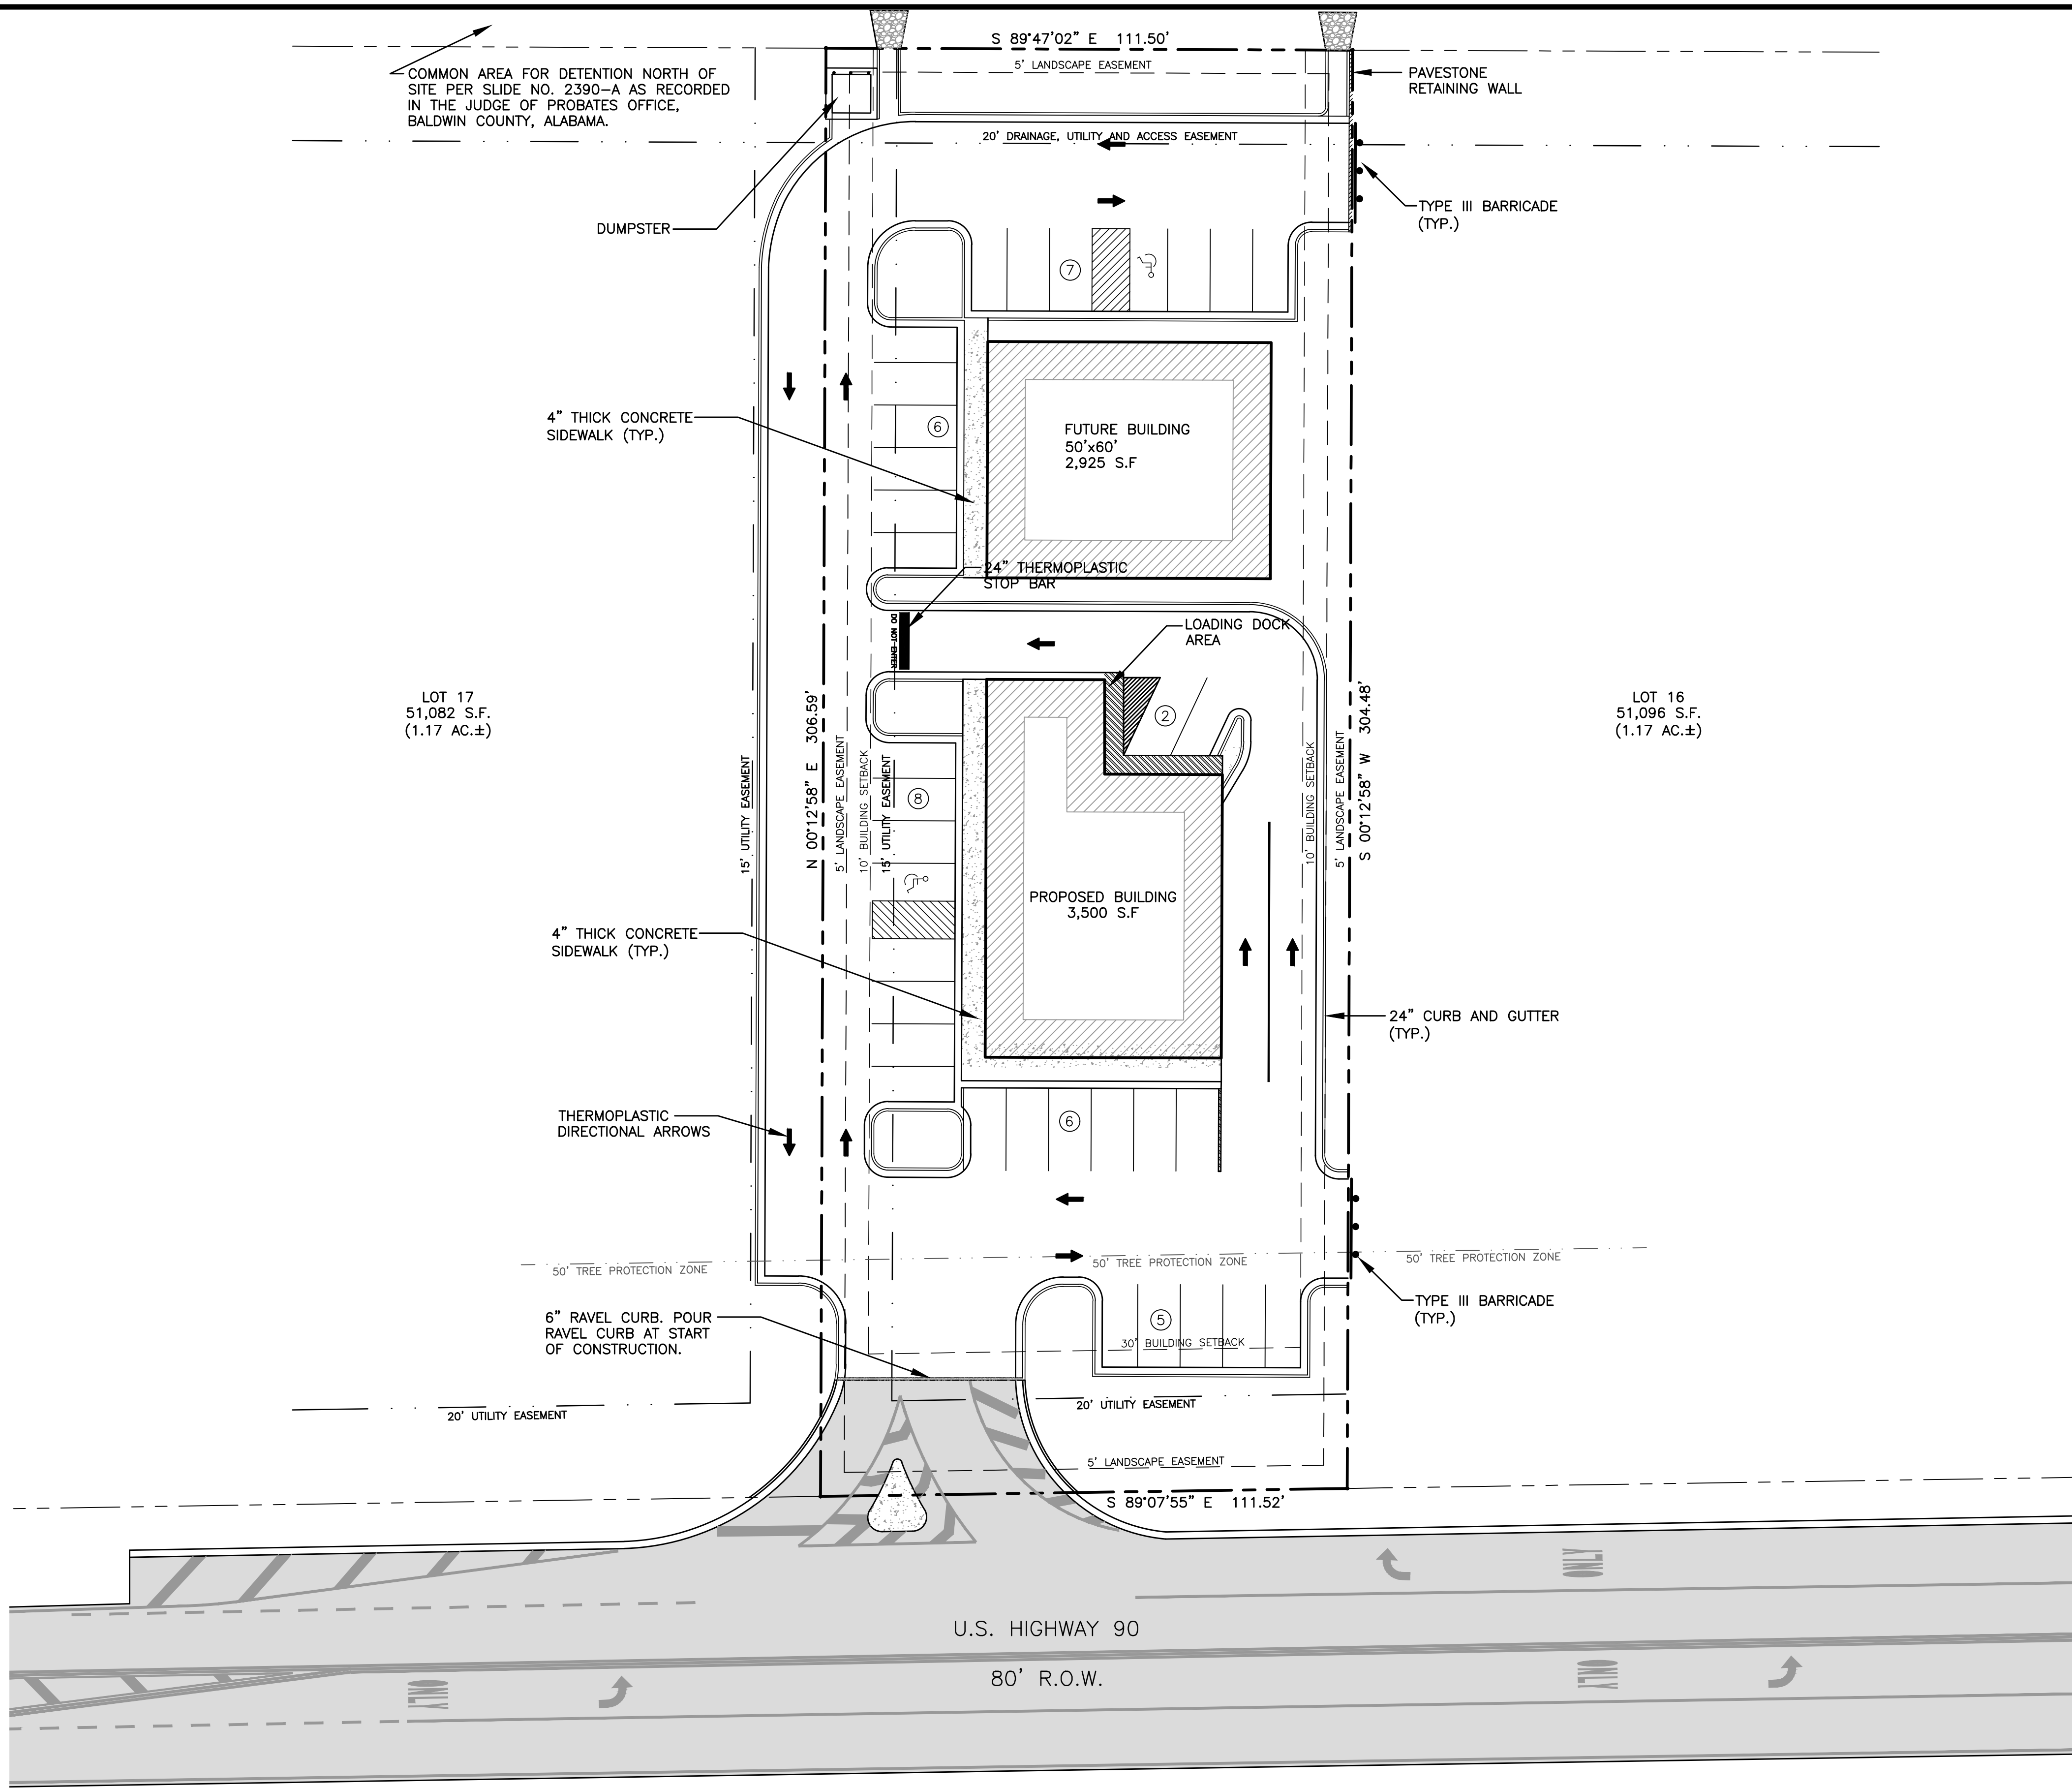 S 89°47'02" E 111.50'
5' LANDSCAPE EASEMENT
COMMON AREA FOR DETENTION NORTH OF
SITE PER SLIDE NO. 2390-A AS RECORDED
IN THE JUDGE OF PROBATES OFFICE,
BALDWIN COUNTY, ALABAMA.
PAVESTONE
RETAINING WALL
20' DRAINAGE, UTILITY AND ACCESS EASEMENT
TYPE III BARRICADE
(TYP.)
DUMPSTER
7
4" THICK CONCRETE
SIDEWALK (TYP.)
6
FUTURE BUILDING
50'x60'
2,925 S.F
24" THERMOPLASTIC
STOP BAR
DO NOT ENTER
LOADING DOCK
AREA
2
LOT 17
51,082 S.F.
(1.17 AC.±)
LOT 16
51,096 S.F.
(1.17 AC.±)
15' UTILITY EASEMENT
N 00°12'58" E 306.59'
5' LANDSCAPE EASEMENT
10' BUILDING SETBACK
15' UTILITY EASEMENT
8
10' BUILDING SETBACK
5' LANDSCAPE EASEMENT
S 00°12'58" W 304.48'
PROPOSED BUILDING
3,500 S.F
4" THICK CONCRETE
SIDEWALK (TYP.)
24" CURB AND GUTTER
(TYP.)
THERMOPLASTIC
DIRECTIONAL ARROWS
6
50' TREE PROTECTION ZONE
50' TREE PROTECTION ZONE
50' TREE PROTECTION ZONE
6" RAVEL CURB. POUR
RAVEL CURB AT START
OF CONSTRUCTION.
5
30' BUILDING SETBACK
TYPE III BARRICADE
(TYP.)
20' UTILITY EASEMENT
20' UTILITY EASEMENT
5' LANDSCAPE EASEMENT
S 89°07'55" E 111.52'
ONLY
U.S. HIGHWAY 90
80' R.O.W.
ONLY
ONLY